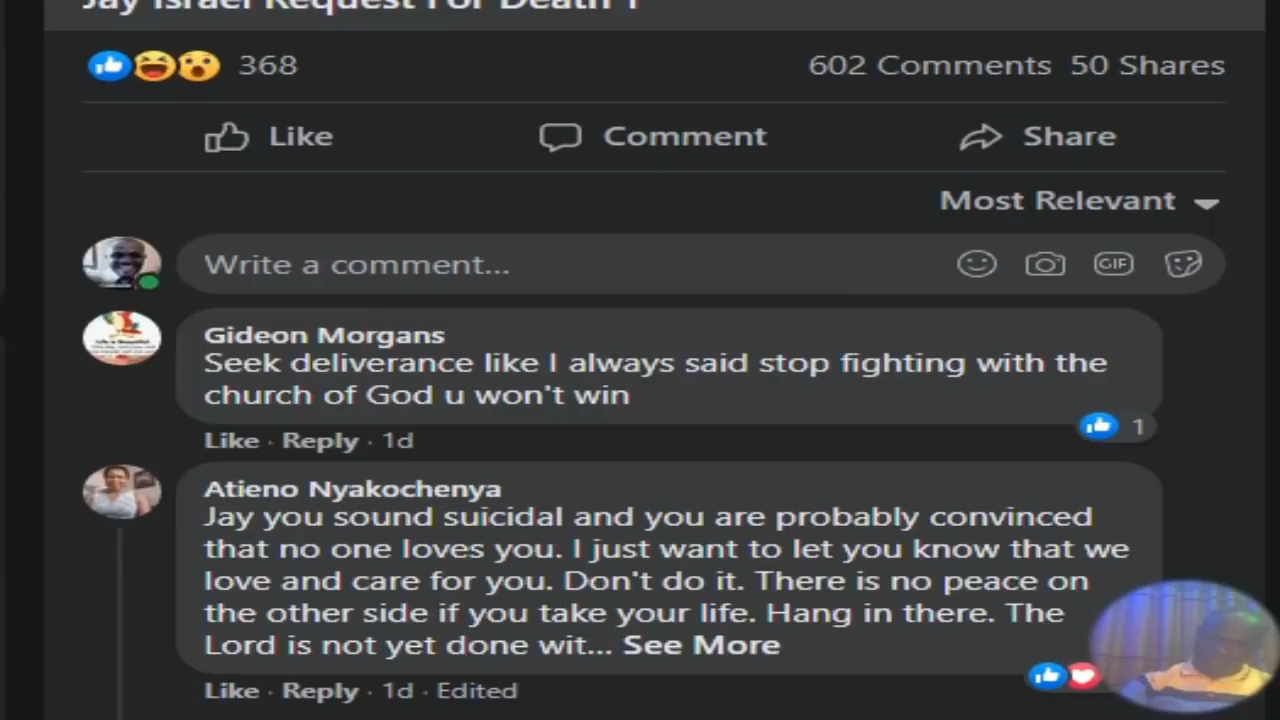 Jay Israel Request For Death
368
602 Comments 50 Shares
Like
Comment
Share
Most Relevant
Write a comment...
GIF
Gideon Morgans
Seek deliverance like I always said stop fighting with the
church of God u won't win
1
Like · Reply · 1d
Atieno Nyakochenya
Jay you sound suicidal and you are probably convinced
that no one loves you. I just want to let you know that we
love and care for you. Don't do it. There is no peace on
the other side if you take your life. Hang in there. The
Lord is not yet done wit... See More
Like · Reply · 1d · Edited